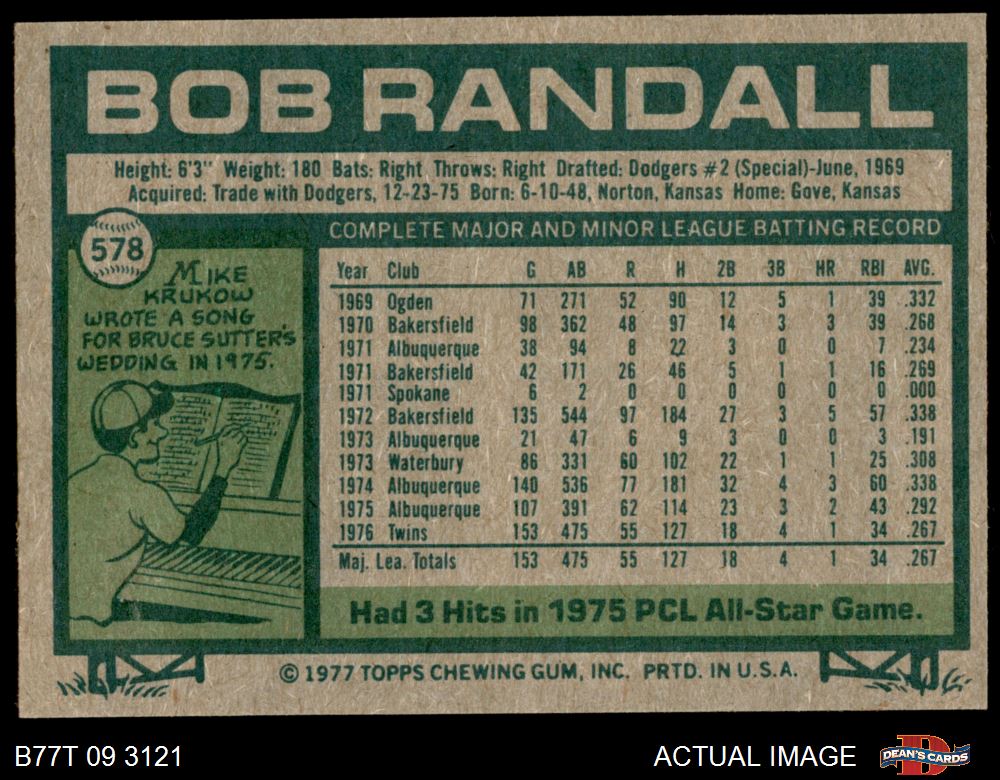 BOB RANDALL
Height: 6'3" Weight: 180 Bats: Right Throws: Right Drafted: Dodgers #2 (Special)-June, 1969
Acquired: Trade with Dodgers, 12-23-75 Born: 6-10-48, Norton, Kansas Home: Gove, Kansas
578
MIKE
KRUKOW
WROTE A SONG
FOR BRUCE SUTTER'S
WEDDING IN 1975.
COMPLETE MAJOR AND MINOR LEAGUE BATTING RECORD
Year Club G AB R H 2B 3B HR RBI AVG.
1969 Ogden 71 271 52 90 12 5 1 39 .332
1970 Bakersfield 98 362 48 97 14 3 3 39 .268
1971 Albuquerque 38 94 8 22 3 0 0 7 .234
1971 Bakersfield 42 171 26 46 5 1 1 16 .269
1971 Spokane 6 2 0 0 0 0 0 0 .000
1972 Bakersfield 135 544 97 184 27 3 5 57 .338
1973 Albuquerque 21 47 6 9 3 0 0 3 .191
1973 Waterbury 86 331 60 102 22 1 1 25 .308
1974 Albuquerque 140 536 77 181 32 4 3 60 .338
1975 Albuquerque 107 391 62 114 23 3 2 43 .292
1976 Twins 153 475 55 127 18 4 1 34 .267
Maj. Lea. Totals 153 475 55 127 18 4 1 34 .267
Had 3 Hits in 1975 PCL All-Star Game.
© 1977 TOPPS CHEWING GUM, INC. PRTD. IN U.S.A.
B77T 09 3121
ACTUAL IMAGE
DEAN'S CARDS